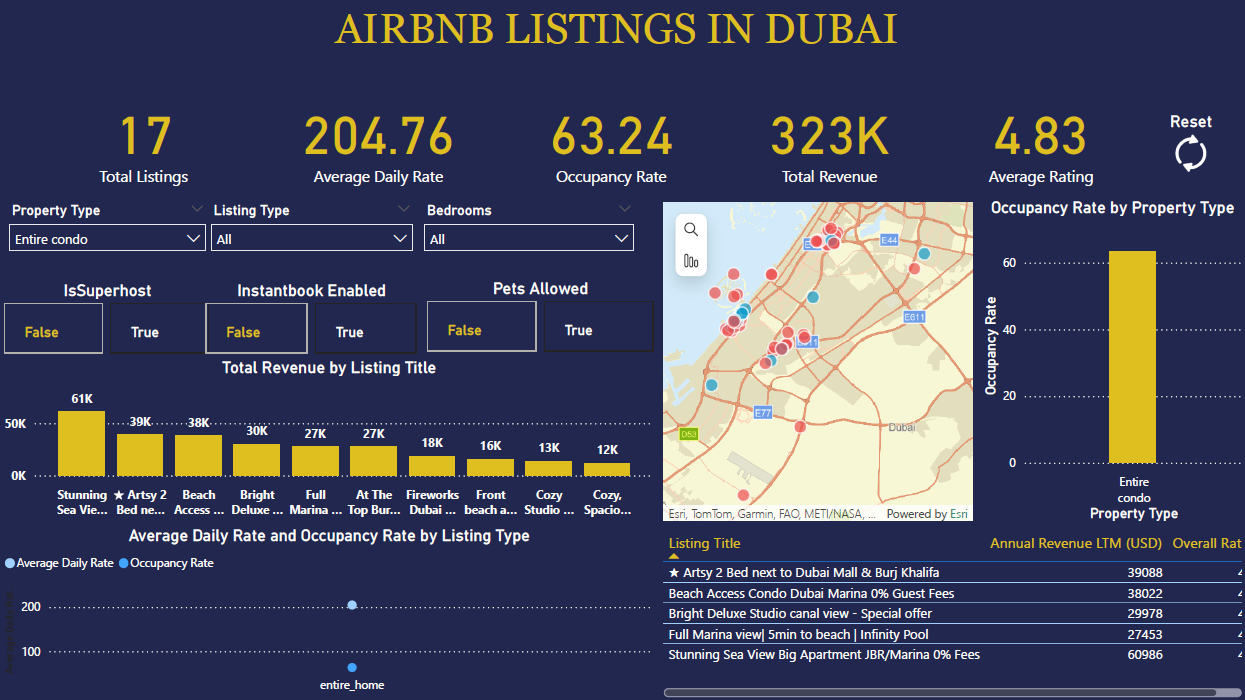 AIRBNB LISTINGS IN DUBAI
17
Total Listings
204.76
Average Daily Rate
63.24
Occupancy Rate
323K
Total Revenue
4.83
Average Rating
Reset
Property Type
Entire condo
Listing Type
All
Bedrooms
All
IsSuperhost
False
True
Instantbook Enabled
False
True
Pets Allowed
False
True
Total Revenue by Listing Title
50K
0K
61K
39K
38K
30K
27K
27K
18K
16K
13K
12K
Stunning
Sea Vie...
★ Artsy 2
Bed ne...
Beach
Access ...
Bright
Deluxe ...
Full
Marina ...
At The
Top Bur...
Fireworks
Dubai ...
Front
beach a...
Cozy
Studio ...
Cozy,
Spacio...
Average Daily Rate and Occupancy Rate by Listing Type
Average Daily Rate
Occupancy Rate
200
100
entire_home
E44
E611
E77
D53
Dubai
Esri, TomTom, Garmin, FAO, METI/NASA, ...
Powered by Esri
Occupancy Rate by Property Type
Occupancy Rate
60
40
20
0
Entire
condo
Property Type
Listing Title Annual Revenue LTM (USD) Overall Rat
★ Artsy 2 Bed next to Dubai Mall & Burj Khalifa 39088
Beach Access Condo Dubai Marina 0% Guest Fees 38022
Bright Deluxe Studio canal view - Special offer 29978
Full Marina view| 5min to beach | Infinity Pool 27453
Stunning Sea View Big Apartment JBR/Marina 0% Fees 60986